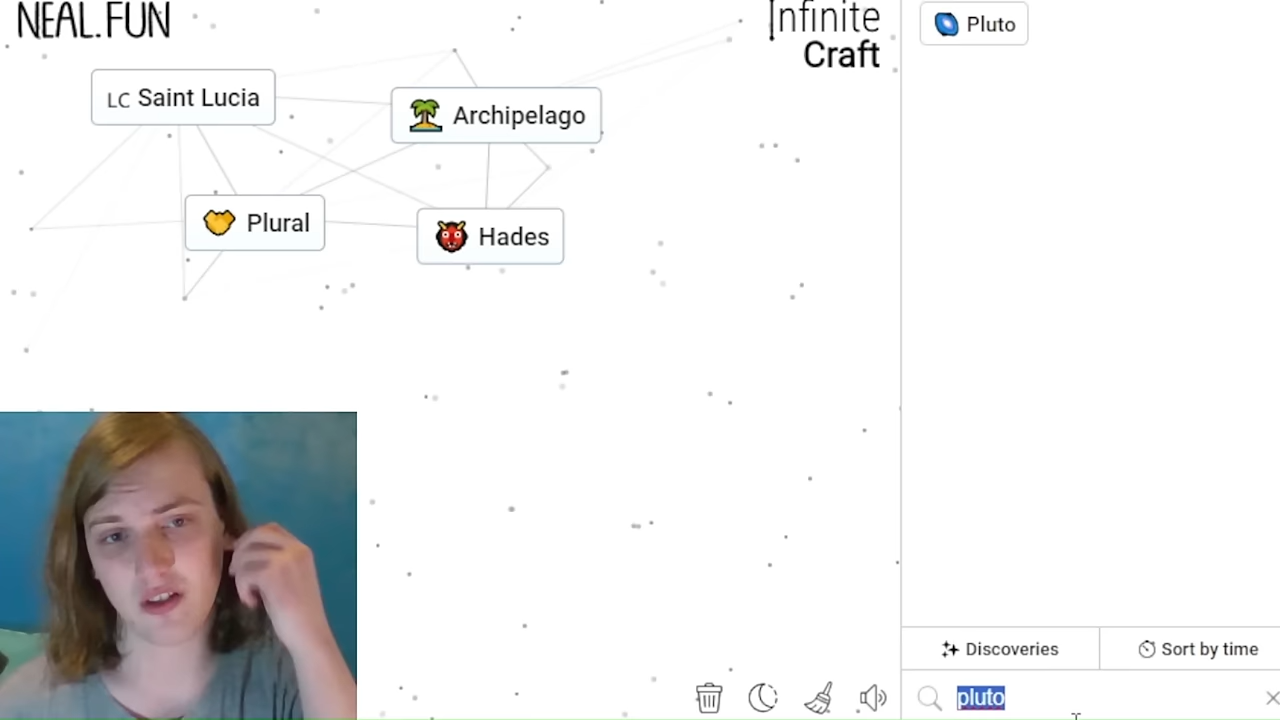 NEAL.FUN
Infinite
Craft
Pluto
LC Saint Lucia
Archipelago
Plural
Hades
Discoveries
Sort by time
pluto